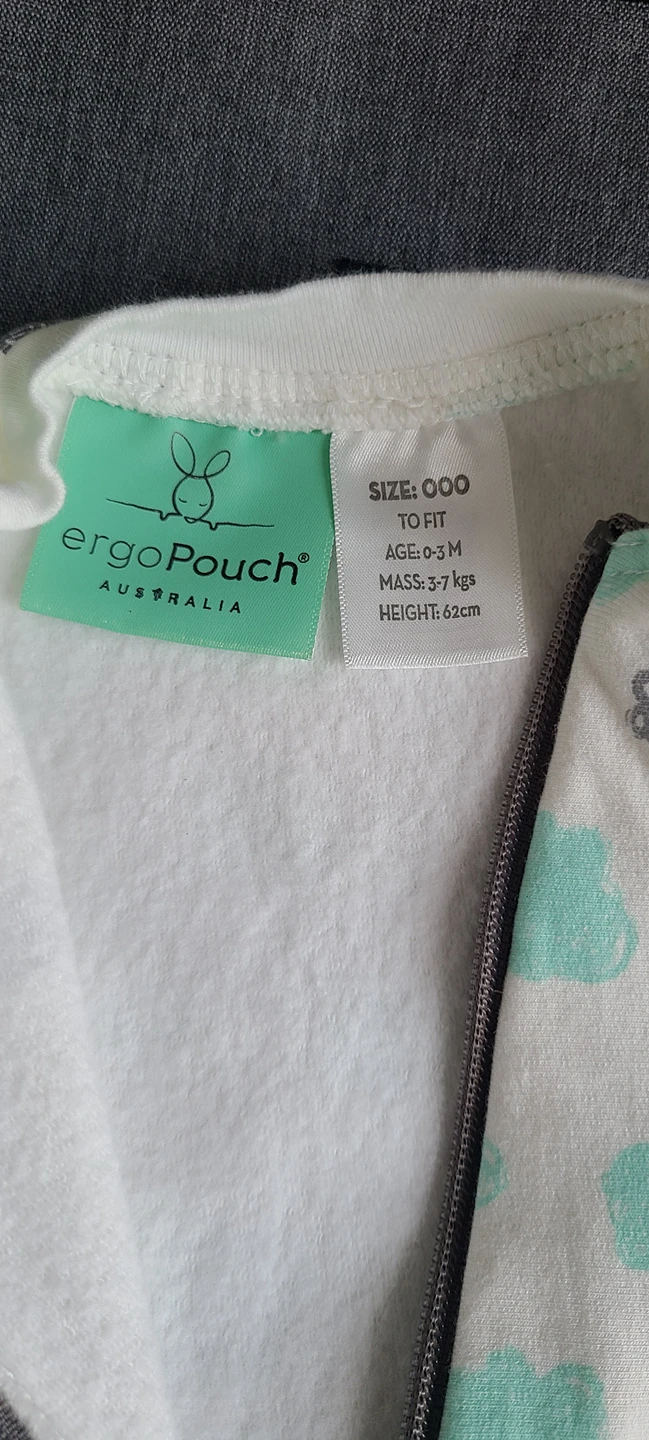 ergoPouch®
AUSTRALIA
SIZE: 000
TO FIT
AGE: 0-3 M
MASS: 3-7 kgs
HEIGHT: 62cm